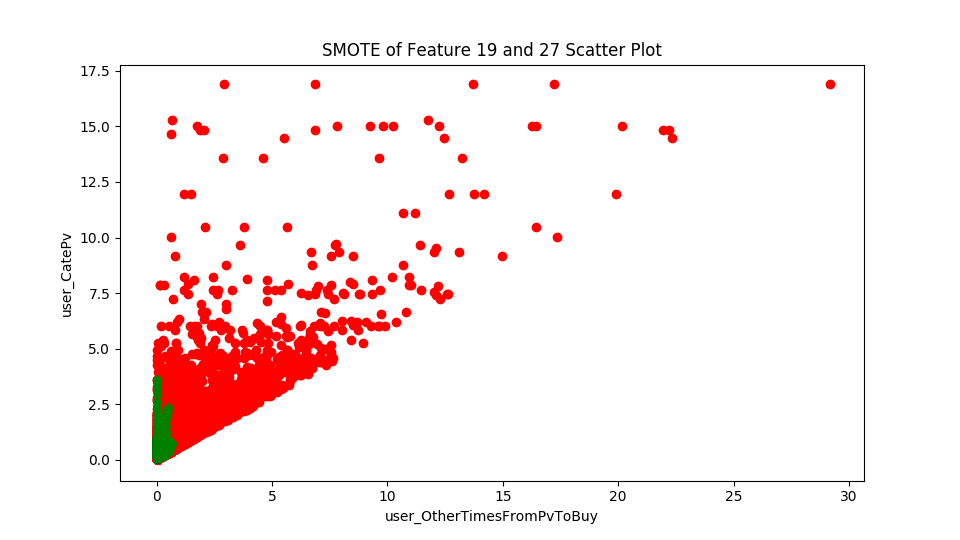 SMOTE of Feature 19 and 27 Scatter Plot
17.5
15.0
12.5
10.0
7.5
5.0
2.5
0.0
user_CatePv
0 5 10 15 20 25 30
user_OtherTimesFromPvToBuy